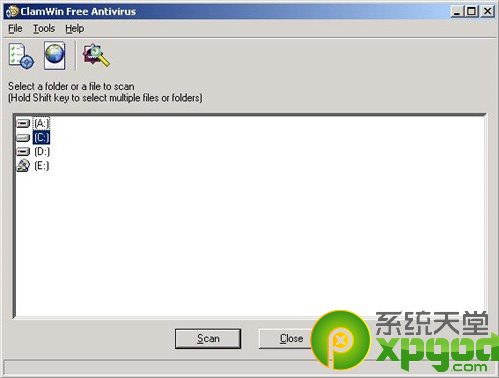 ClamWin Free Antivirus
File Tools Help
Select a folder or a file to scan
(Hold Shift key to select multiple files or folders)
(A:)
(C:)
(D:)
(E:)
Scan Close
系统天堂
xpgod
.com